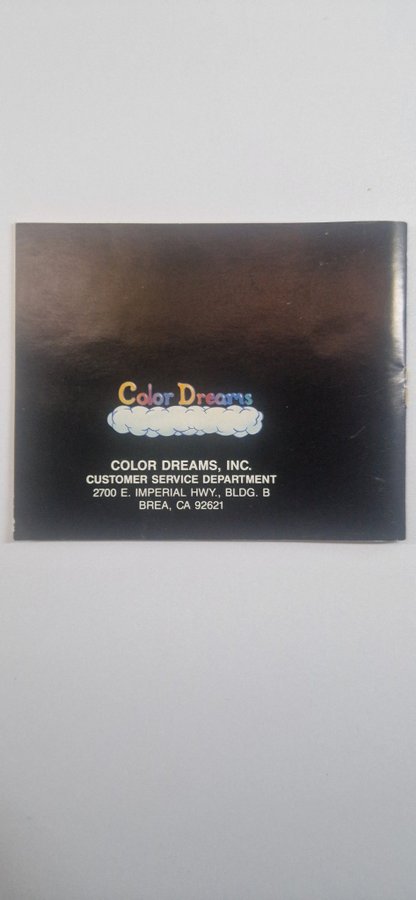 Color Dreams
COLOR DREAMS, INC.
CUSTOMER SERVICE DEPARTMENT
2700 E. IMPERIAL HWY., BLDG. B
BREA, CA 92621